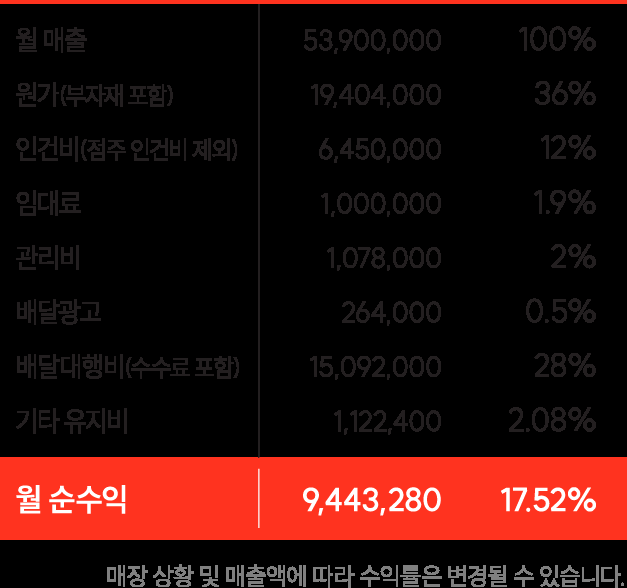 월 매출 53,900,000 100%
원가(부자재 포함) 19,404,000 36%
인건비(점주 인건비 제외) 6,450,000 12%
임대료 1,000,000 1.9%
관리비 1,078,000 2%
배달광고 264,000 0.5%
배달대행비(수수료 포함) 15,092,000 28%
기타 유지비 1,122,400 2.08%
월 순수익 9,443,280 17.52%
매장 상황 및 매출액에 따라 수익률은 변경될 수 있습니다.